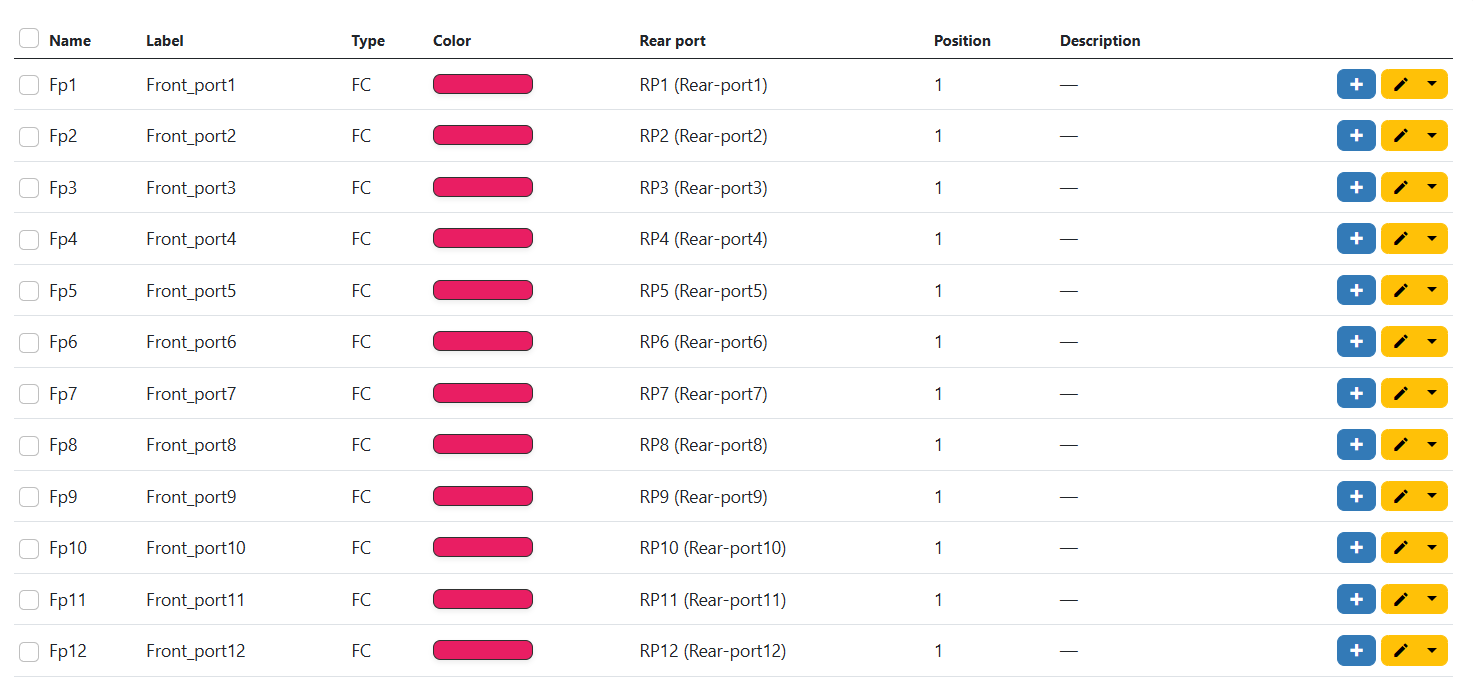 Name Label Type Color Rear port Position Description
Fp1 Front_port1 FC RP1 (Rear-port1) 1 —
Fp2 Front_port2 FC RP2 (Rear-port2) 1 —
Fp3 Front_port3 FC RP3 (Rear-port3) 1 —
Fp4 Front_port4 FC RP4 (Rear-port4) 1 —
Fp5 Front_port5 FC RP5 (Rear-port5) 1 —
Fp6 Front_port6 FC RP6 (Rear-port6) 1 —
Fp7 Front_port7 FC RP7 (Rear-port7) 1 —
Fp8 Front_port8 FC RP8 (Rear-port8) 1 —
Fp9 Front_port9 FC RP9 (Rear-port9) 1 —
Fp10 Front_port10 FC RP10 (Rear-port10) 1 —
Fp11 Front_port11 FC RP11 (Rear-port11) 1 —
Fp12 Front_port12 FC RP12 (Rear-port12) 1 —